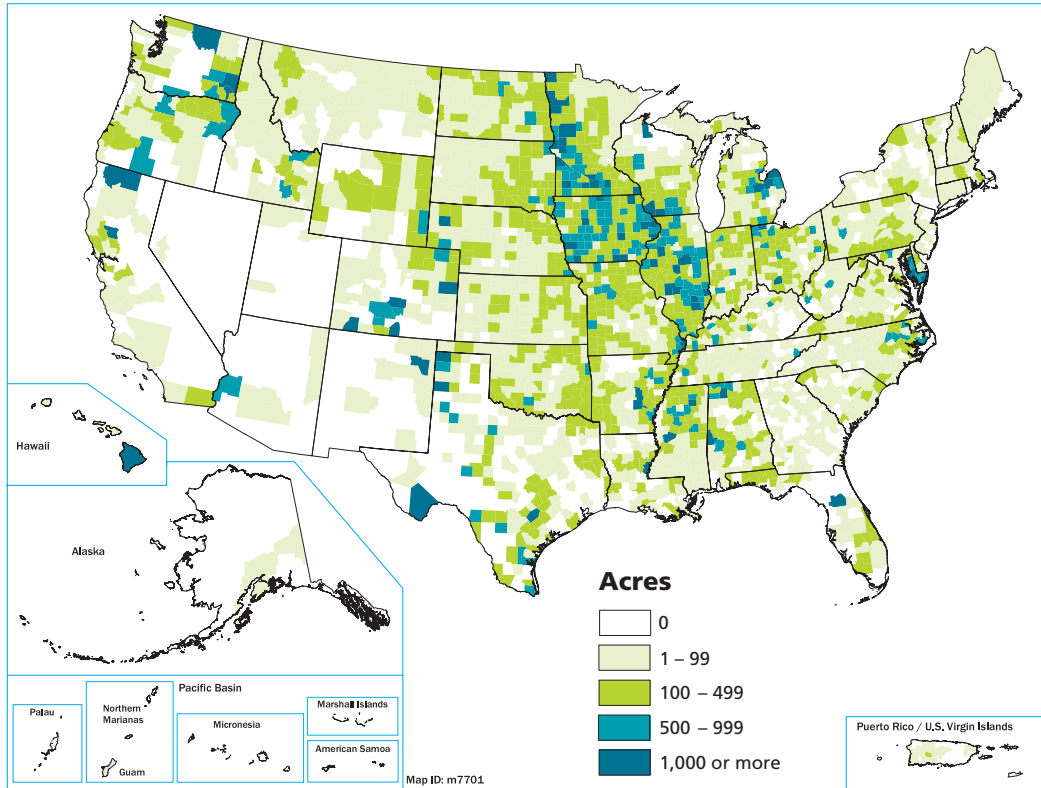 Hawaii
Alaska
Pacific Basin
Palau
Northern
Marianas
Guam
Micronesia
Marshall Islands
American Samoa
Map ID: m7701
Acres
0
1 – 99
100 – 499
500 – 999
1,000 or more
Puerto Rico / U.S. Virgin Islands